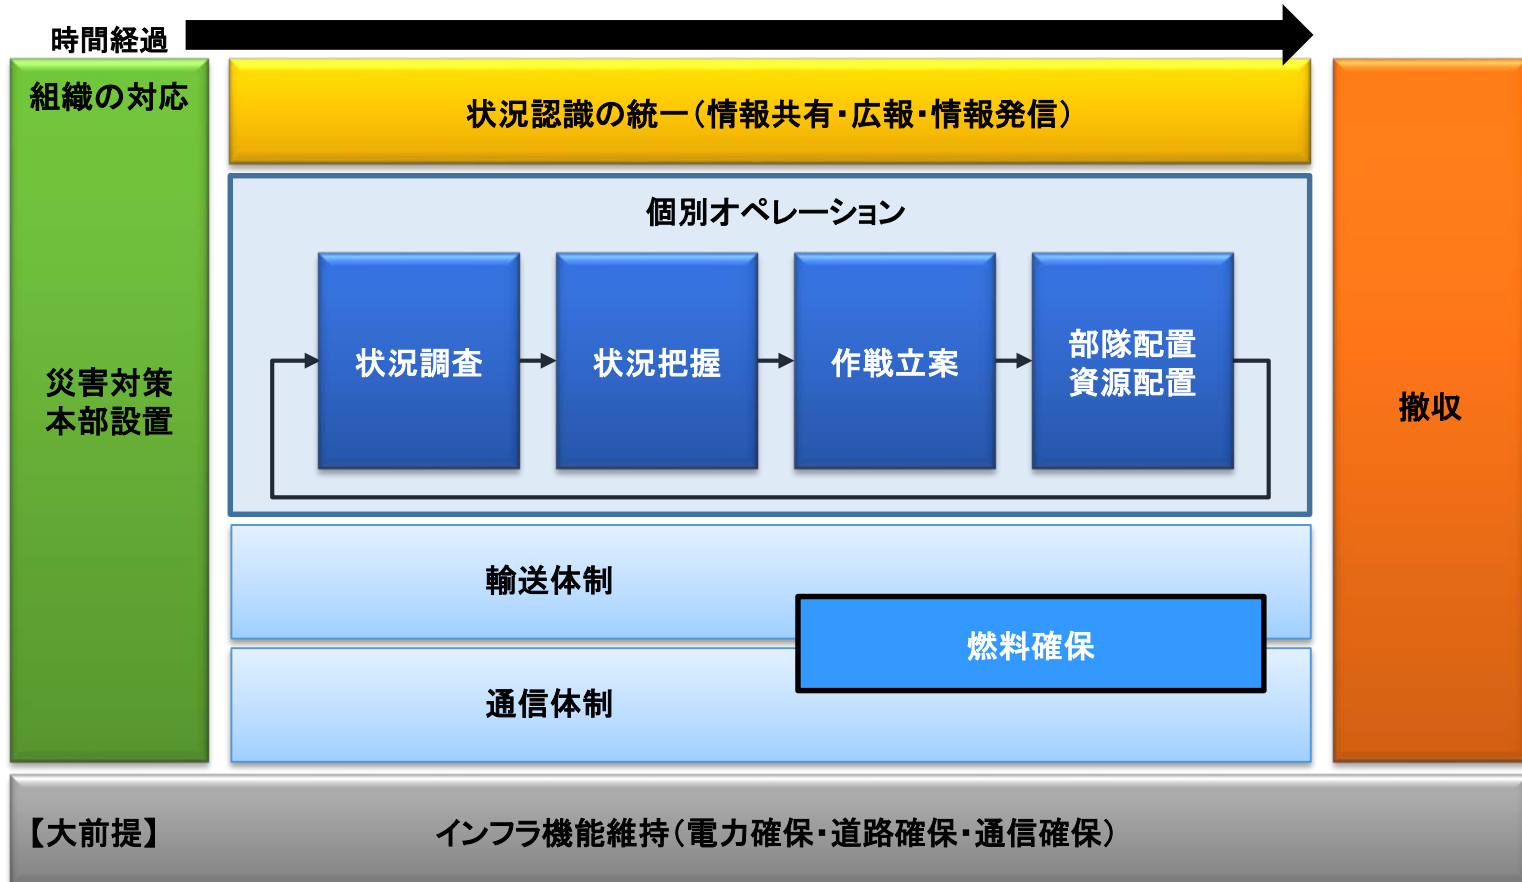 時間経過
組織の対応
災害対策
本部設置
状況認識の統一（情報共有・広報・情報発信）
個別オペレーション
状況調査
状況把握
作戦立案
部隊配置
資源配置
輸送体制
燃料確保
通信体制
撤収
【大前提】
インフラ機能維持（電力確保・道路確保・通信確保）